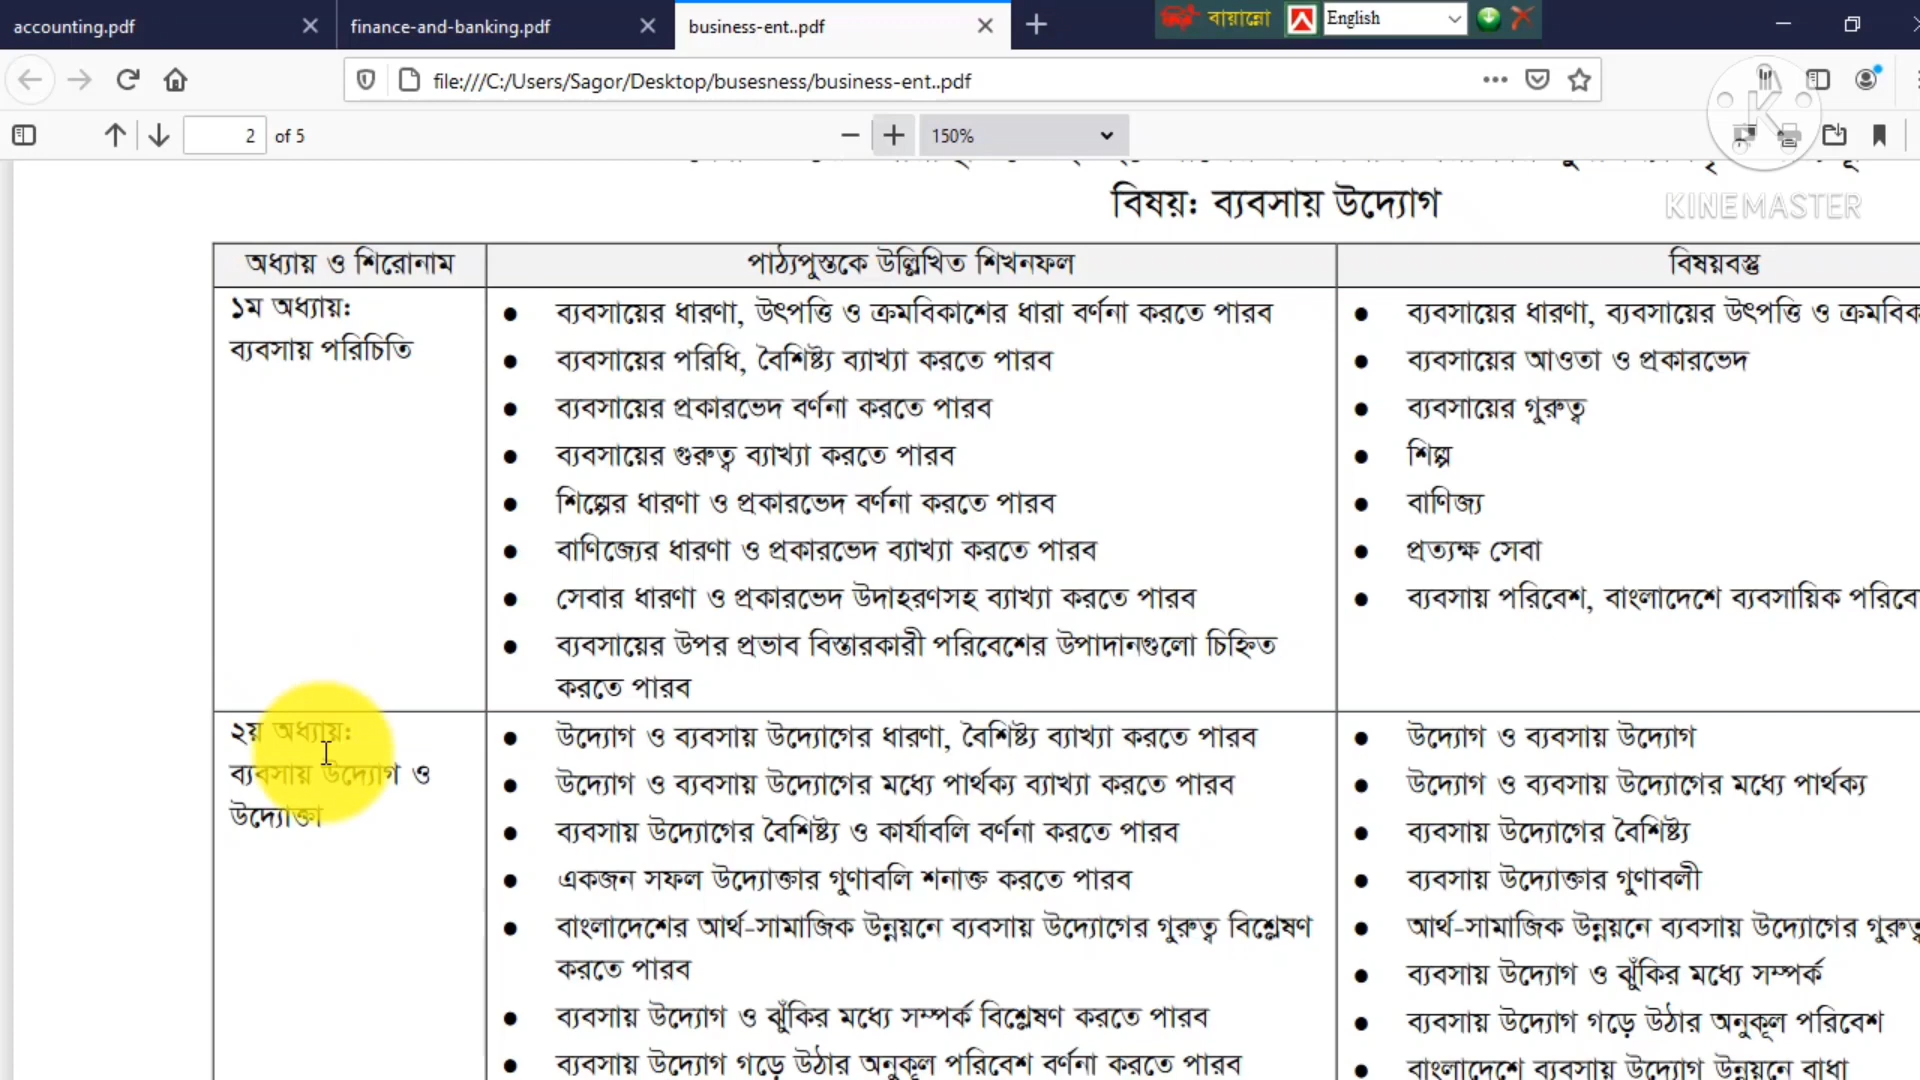 accounting.pdf
finance-and-banking.pdf
business-ent..pdf
বায়ান্নো
English
file:///C:/Users/Sagor/Desktop/busesness/business-ent..pdf
2 of 5
150%
KINEMASTER
বিষয়: ব্যবসায় উদ্যোগ
অধ্যায় ও শিরোনাম
পাঠ্যপুস্তকে উল্লিখিত শিখনফল
বিষয়বস্তু
১ম অধ্যায়:
ব্যবসায় পরিচিতি
● ব্যবসায়ের ধারণা, উৎপত্তি ও ক্রমবিকাশের ধারা বর্ণনা করতে পারব
● ব্যবসায়ের পরিধি, বৈশিষ্ট্য ব্যাখ্যা করতে পারব
● ব্যবসায়ের প্রকারভেদ বর্ণনা করতে পারব
● ব্যবসায়ের গুরুত্ব ব্যাখ্যা করতে পারব
● শিল্পের ধারণা ও প্রকারভেদ বর্ণনা করতে পারব
● বাণিজ্যের ধারণা ও প্রকারভেদ ব্যাখ্যা করতে পারব
● সেবার ধারণা ও প্রকারভেদ উদাহরণসহ ব্যাখ্যা করতে পারব
● ব্যবসায়ের উপর প্রভাব বিস্তারকারী পরিবেশের উপাদানগুলো চিহ্নিত
করতে পারব
● ব্যবসায়ের ধারণা, ব্যবসায়ের উৎপত্তি ও
● ব্যবসায়ের আওতা ও প্রকারভেদ
● ব্যবসায়ের গুরুত্ব
● শিল্প
● বাণিজ্য
● প্রত্যক্ষ সেবা
● ব্যবসায় পরিবেশ, বাংলাদেশে ব্যবসায়িক
২য় অধ্যায়:
ব্যবসায় উদ্যোগ ও
উদ্যোক্তা
● উদ্যোগ ও ব্যবসায় উদ্যোগের ধারণা, বৈশিষ্ট্য ব্যাখ্যা করতে পারব
● উদ্যোগ ও ব্যবসায় উদ্যোগের মধ্যে পার্থক্য ব্যাখ্যা করতে পারব
● ব্যবসায় উদ্যোগের বৈশিষ্ট্য ও কার্যাবলি বর্ণনা করতে পারব
● একজন সফল উদ্যোক্তার গুণাবলি শনাক্ত করতে পারব
● বাংলাদেশের আর্থ-সামাজিক উন্নয়নে ব্যবসায় উদ্যোগের গুরুত্ব বিশ্লেষণ
করতে পারব
● ব্যবসায় উদ্যোগ ও ঝুঁকির মধ্যে সম্পর্ক বিশ্লেষণ করতে পারব
● ব্যবসায় উদ্যোগ গড়ে উঠার অনুকূল পরিবেশ বর্ণনা করতে পারব
● উদ্যোগ ও ব্যবসায় উদ্যোগ
● উদ্যোগ ও ব্যবসায় উদ্যোগের মধ্যে পার্থক্য
● ব্যবসায় উদ্যোগের বৈশিষ্ট্য
● ব্যবসায় উদ্যোক্তার গুণাবলী
● আর্থ-সামাজিক উন্নয়নে ব্যবসায় উদ্যোগের গুরুত্ব
● ব্যবসায় উদ্যোগ ও ঝুঁকির মধ্যে সম্পর্ক
● ব্যবসায় উদ্যোগ গড়ে উঠার অনুকূল পরিবেশ
● বাংলাদেশে ব্যবসায় উদ্যোগ উন্নয়নে বাধা